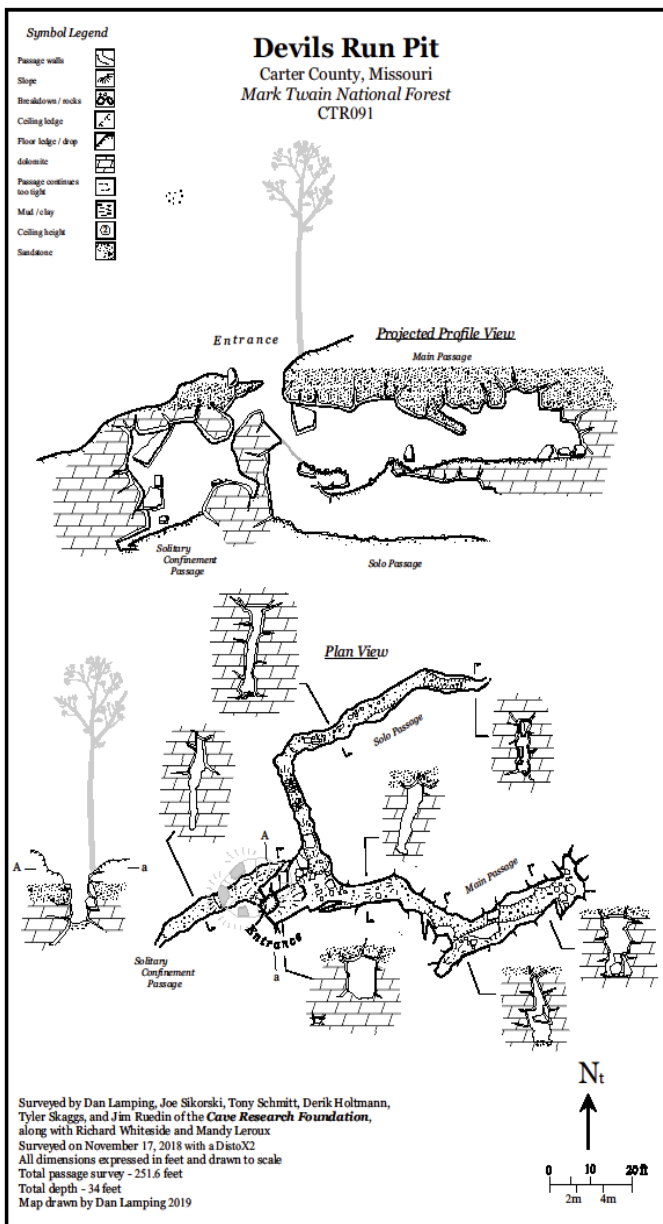 Symbol Legend
Passage walls
Slope
Breakdown / rocks
Ceiling ledge
Floor ledge / drop
dolomite
Passage continues
too tight
Mud / clay
Ceiling height
2
Sandstone
Devils Run Pit
Carter County, Missouri
Mark Twain National Forest
CTR091
Entrance
Projected Profile View
Main Passage
Solitary
Confinement
Passage
Solo Passage
Plan View
Solo Passage
A
A
a
Main Passage
Entrance
Solitary
Confinement
Passage
a
Surveyed by Dan Lamping, Joe Sikorski, Tony Schmitt, Derik Holtmann,
Tyler Skaggs, and Jim Ruedin of the Cave Research Foundation,
along with Richard Whiteside and Mandy Leroux
Surveyed on November 17, 2018 with a DistoX2
All dimensions expressed in feet and drawn to scale
Total passage survey - 251.6 feet
Total depth - 34 feet
Map drawn by Dan Lamping 2019
Nt
0 10 20 ft
2m 4m